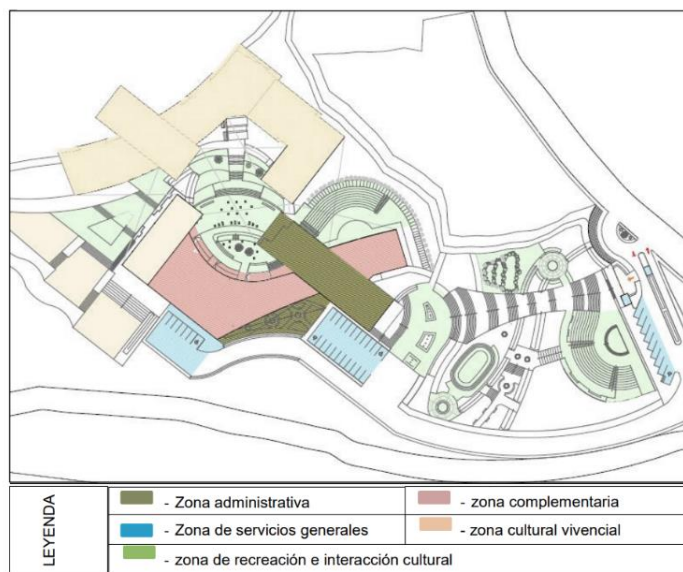 LEYENDA
- Zona administrativa
- zona complementaria
- Zona de servicios generales
- zona cultural vivencial
- zona de recreación e interacción cultural